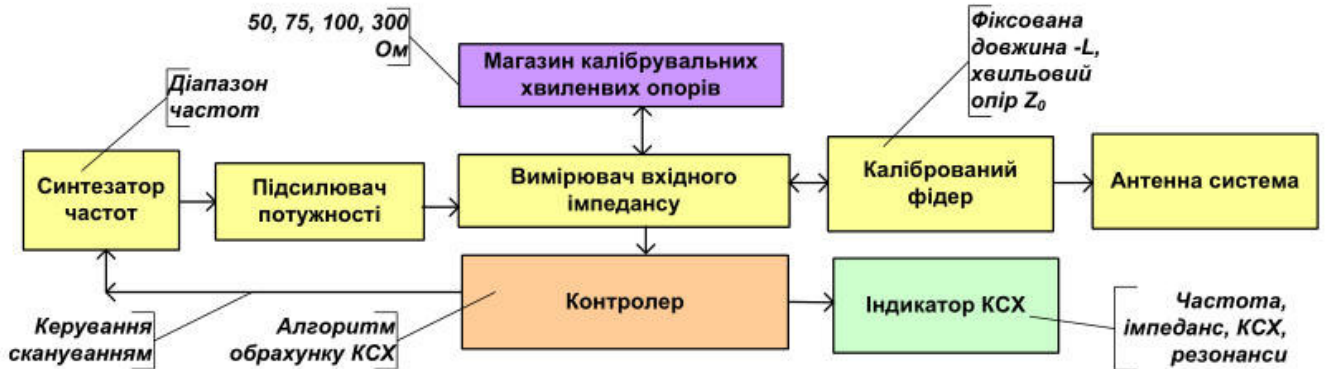 50, 75, 100, 300
Ом
Діапазон
частот
Магазин калібрувальних
хвиленвих опорів
Фіксована
довжина -L,
хвильовий
опір Z₀
Синтезатор
частот
Підсилювач
потужності
Вимірювач вхідного
імпедансу
Калібрований
фідер
Антенна система
Контролер
Індикатор КСХ
Керування
скануванням
Алгоритм
обрахунку КСХ
Частота,
імпеданс, КСХ,
резонанси